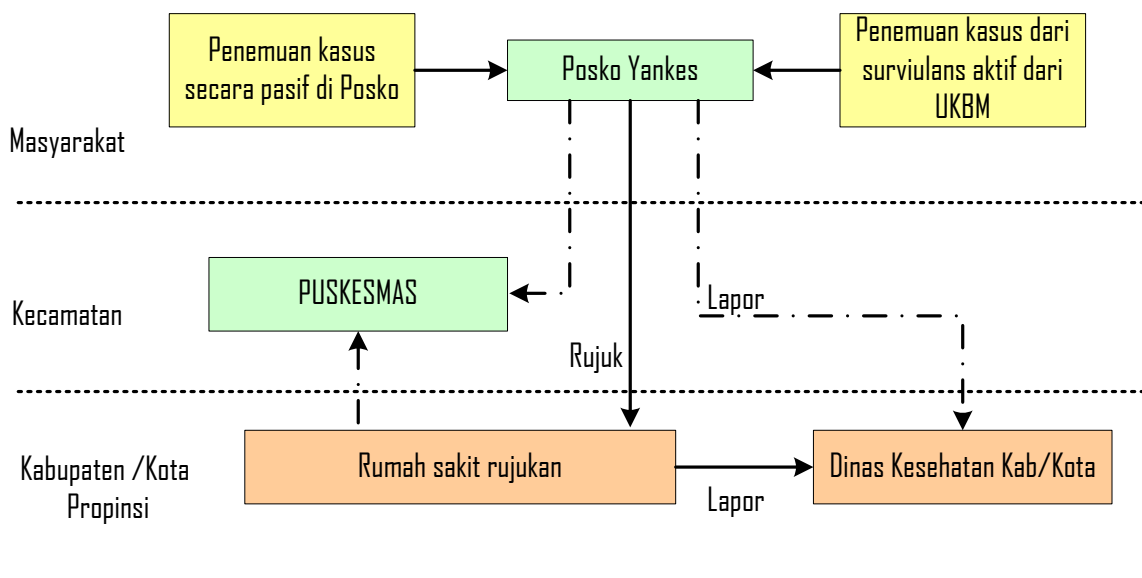 Penemuan kasus
secara pasif di Posko
Posko Yankes
Penemuan kasus dari
surviulans aktif dari
UKBM
Masyarakat
PUSKESMAS
Kecamatan
Lapor
Rujuk
Kabupaten /Kota
Propinsi
Rumah sakit rujukan
Lapor
Dinas Kesehatan Kab/Kota